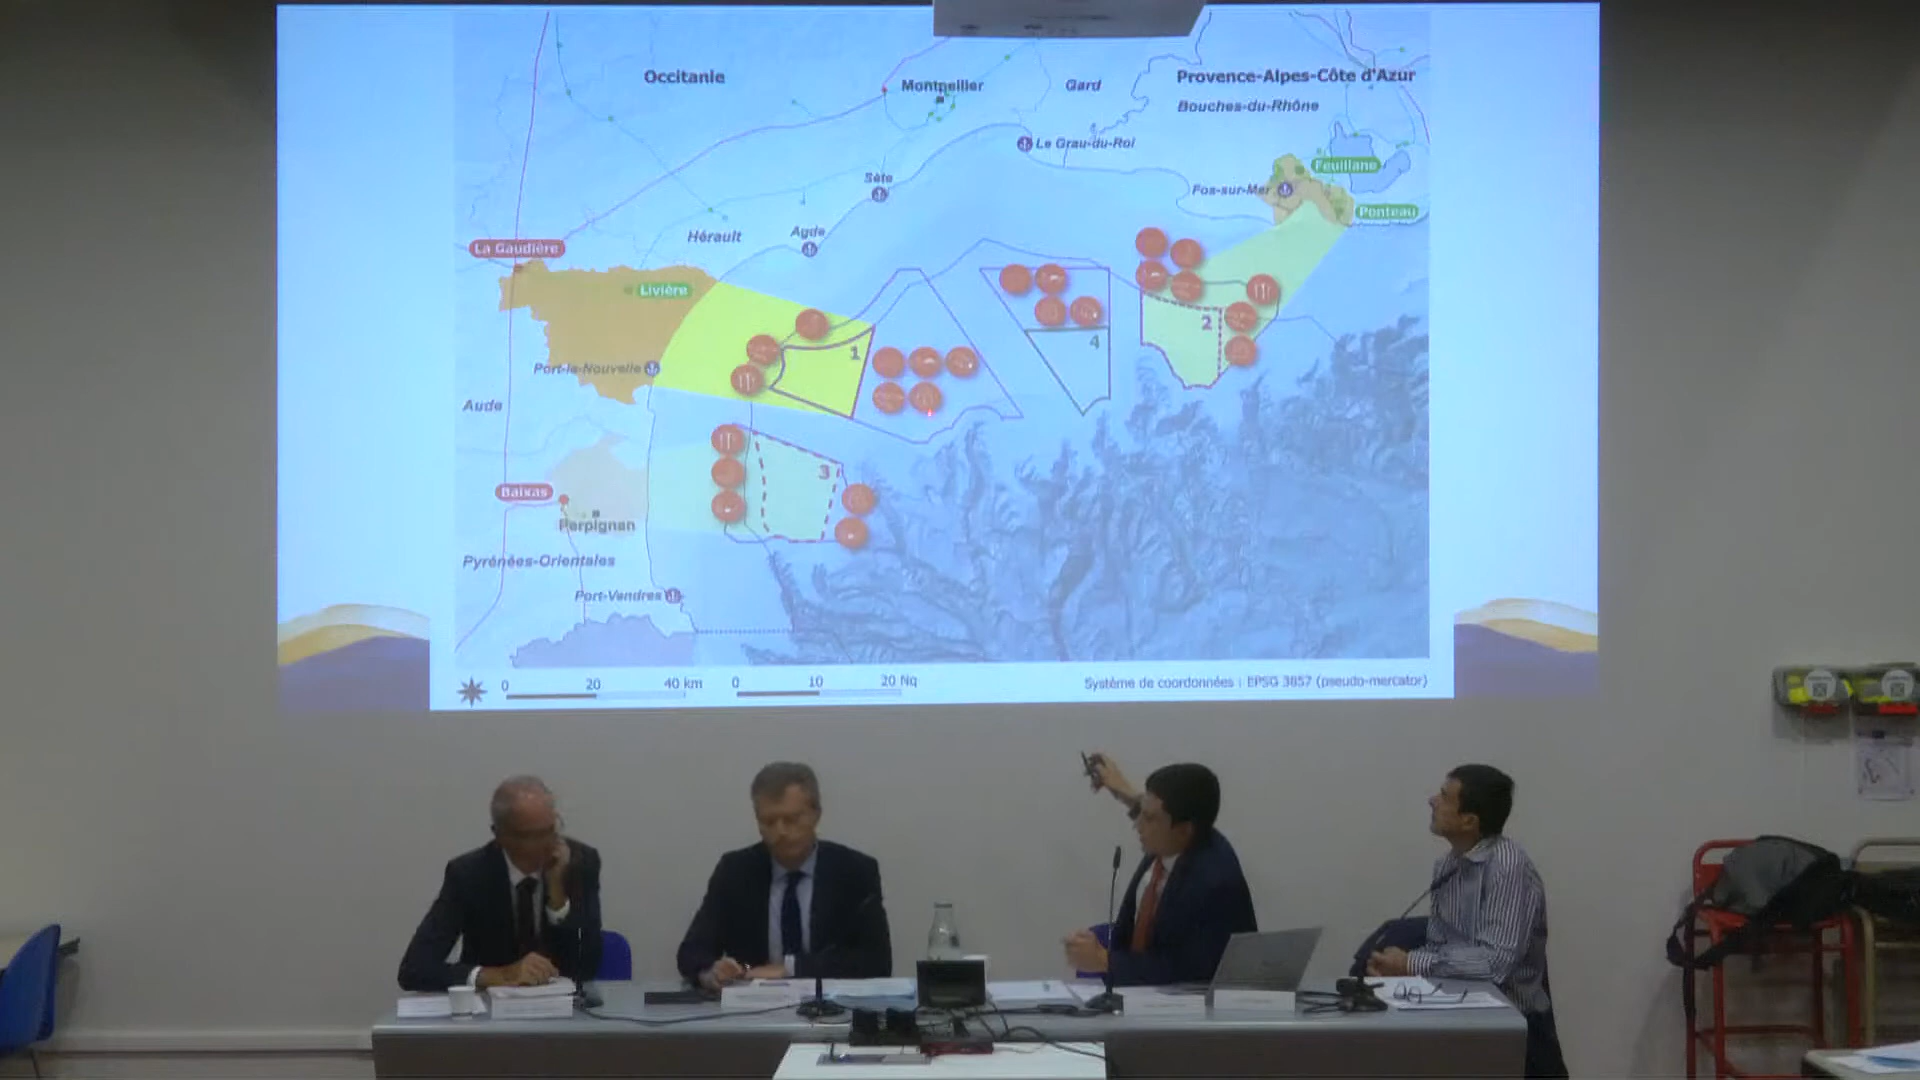 Occitanie
Montpellier
Gard
Provence-Alpes-Côte d'Azur
Bouches-du-Rhône
Le Grau-du-Roi
Feuillane
Sète
Fos-sur-Mer
Ponteau
Hérault
Agde
La Gaudière
Livière
1
2
4
Port-la-Nouvelle
Aude
3
Baixas
Perpignan
Pyrénées-Orientales
Port-Vendres
0 20 40 km
0 10 20 Nq
Système de coordonnées : EPSG 3857 (pseudo-mercator)